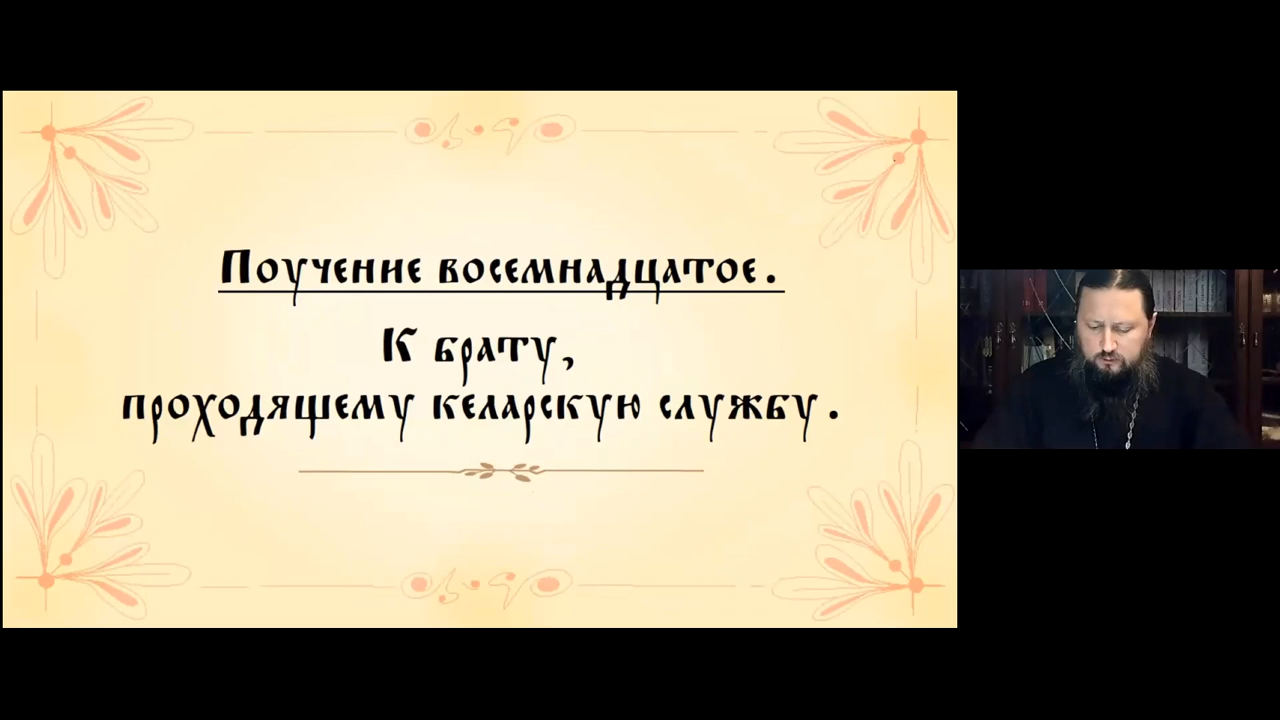 Поучение восемнадцатое.
К брату,
проходящему келарскую службу.